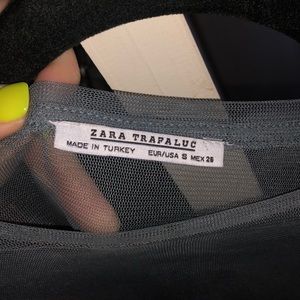 ZARA TRAFALUC
MADE IN TURKEY EUR/USA S MEX 26